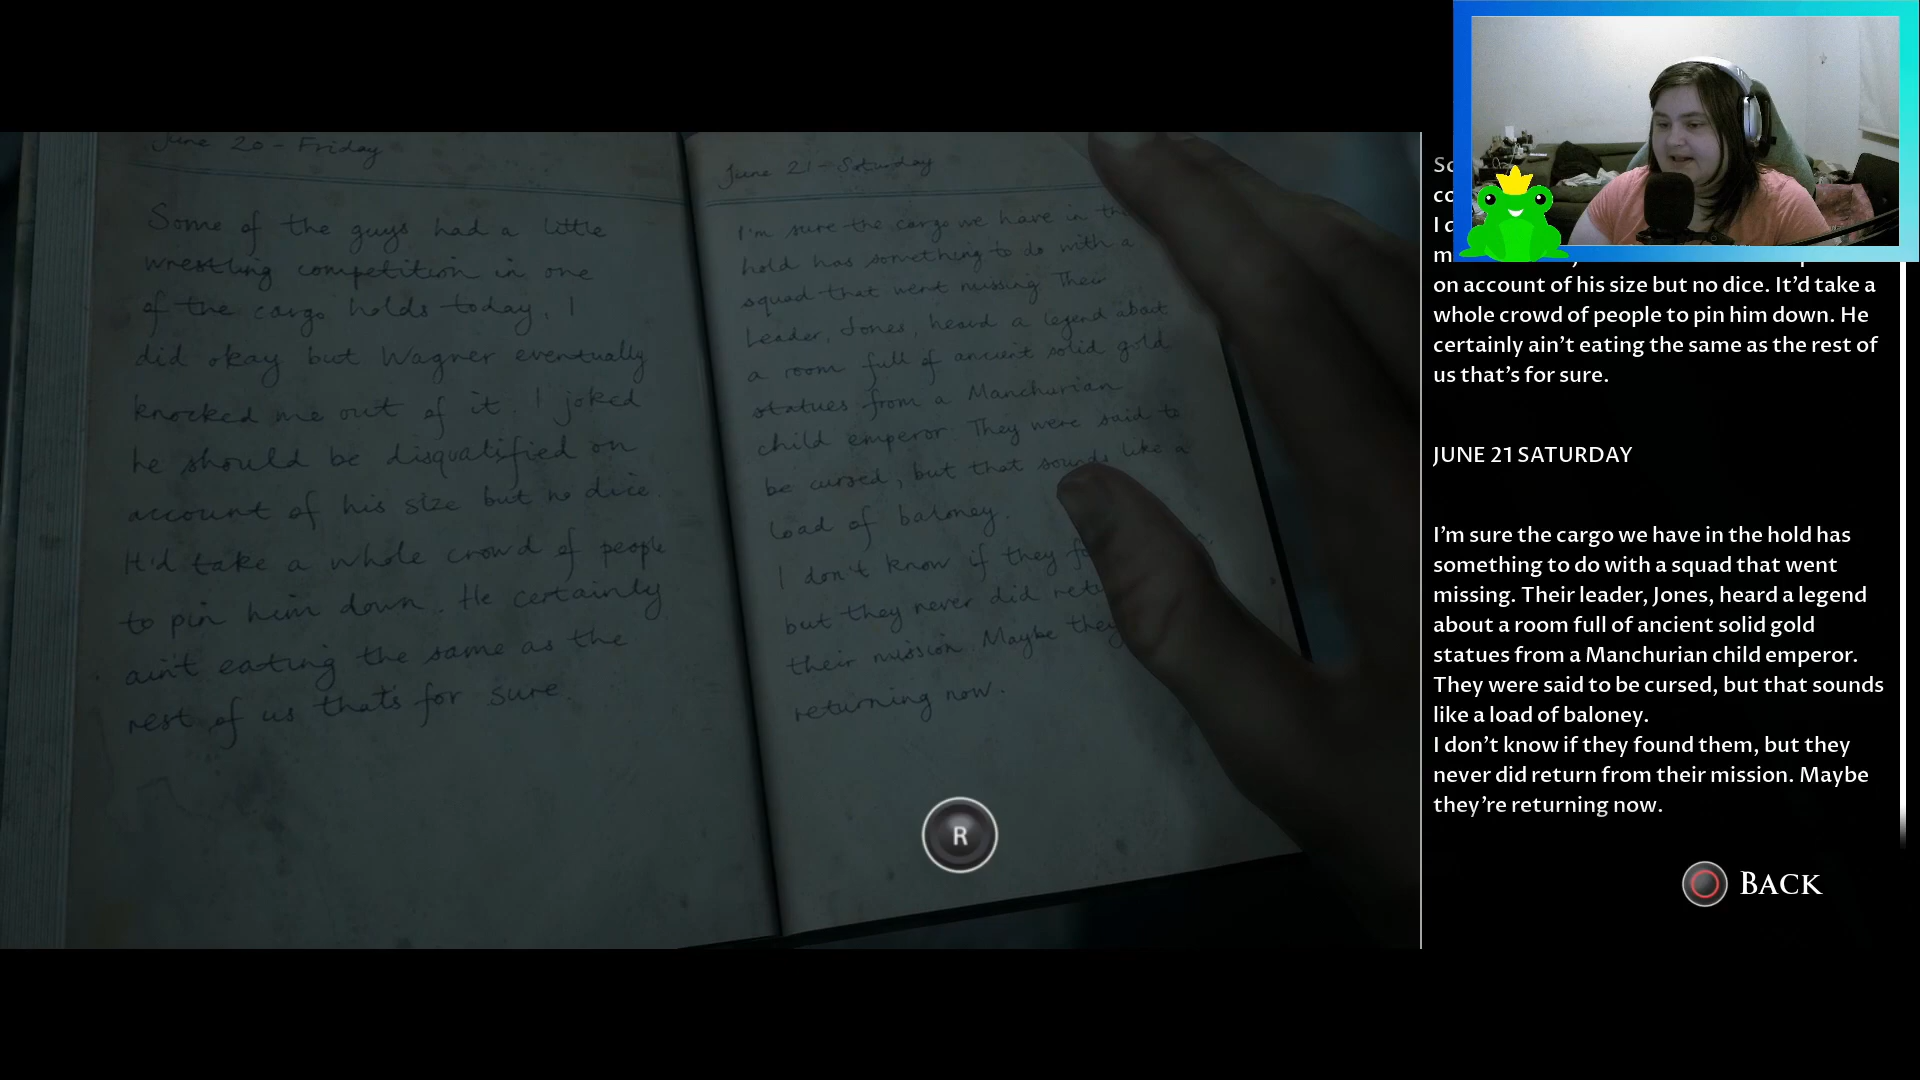 June 20 - Friday
Some of the guys had a little
wrestling competition in one
of the cargo holds today, I
did okay but Wagner eventually
knocked me out of it. I joked
he should be disqualified on
account of his size but no dice.
It'd take a whole crowd of people
to pin him down. He certainly
ain't eating the same as the
rest of us that's for sure.
June 21 - Saturday
I'm sure the cargo we have in the
hold has something to do with a
squad that went missing. Their
Leader, Jones, heard a legend about
a room full of ancient solid gold
statues from a Manchurian
child emperor. They were said to
be cursed, but that sounds like a
load of baloney.
I don't know if they
but they never did
their mission. Maybe they
returning now.
R
on account of his size but no dice. It'd take a
whole crowd of people to pin him down. He
certainly ain't eating the same as the rest of
us that's for sure.
JUNE 21 SATURDAY
I'm sure the cargo we have in the hold has
something to do with a squad that went
missing. Their leader, Jones, heard a legend
about a room full of ancient solid gold
statues from a Manchurian child emperor.
They were said to be cursed, but that sounds
like a load of baloney.
I don't know if they found them, but they
never did return from their mission. Maybe
they're returning now.
BACK